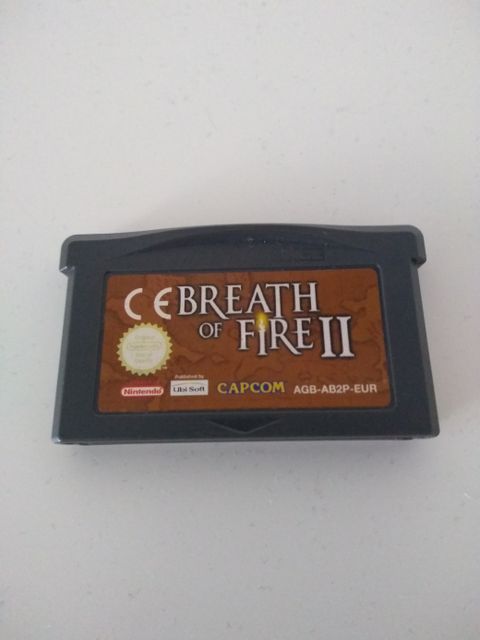 CE BREATH
OF FIRE II
Published by
Nintendo Ubi Soft CAPCOM AGB-AB2P-EUR